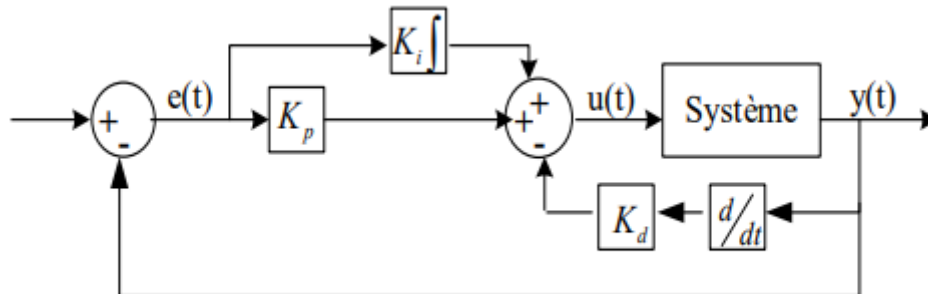 K_i ∫
e(t)
K_p
+
-
+
+
-
u(t)
Système
y(t)
K_d
d/dt